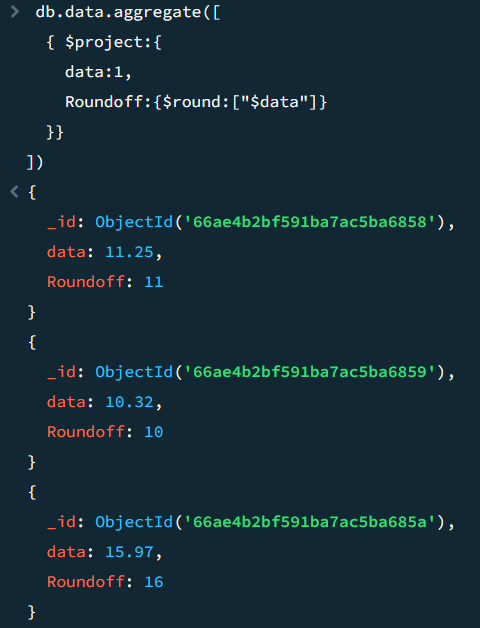 > db.data.aggregate([
{ $project:{
data:1,
Roundoff:{$round:["$data"]}
}}
])
< {
_id: ObjectId('66ae4b2bf591ba7ac5ba6858'),
data: 11.25,
Roundoff: 11
}
{
_id: ObjectId('66ae4b2bf591ba7ac5ba6859'),
data: 10.32,
Roundoff: 10
}
{
_id: ObjectId('66ae4b2bf591ba7ac5ba685a'),
data: 15.97,
Roundoff: 16
}